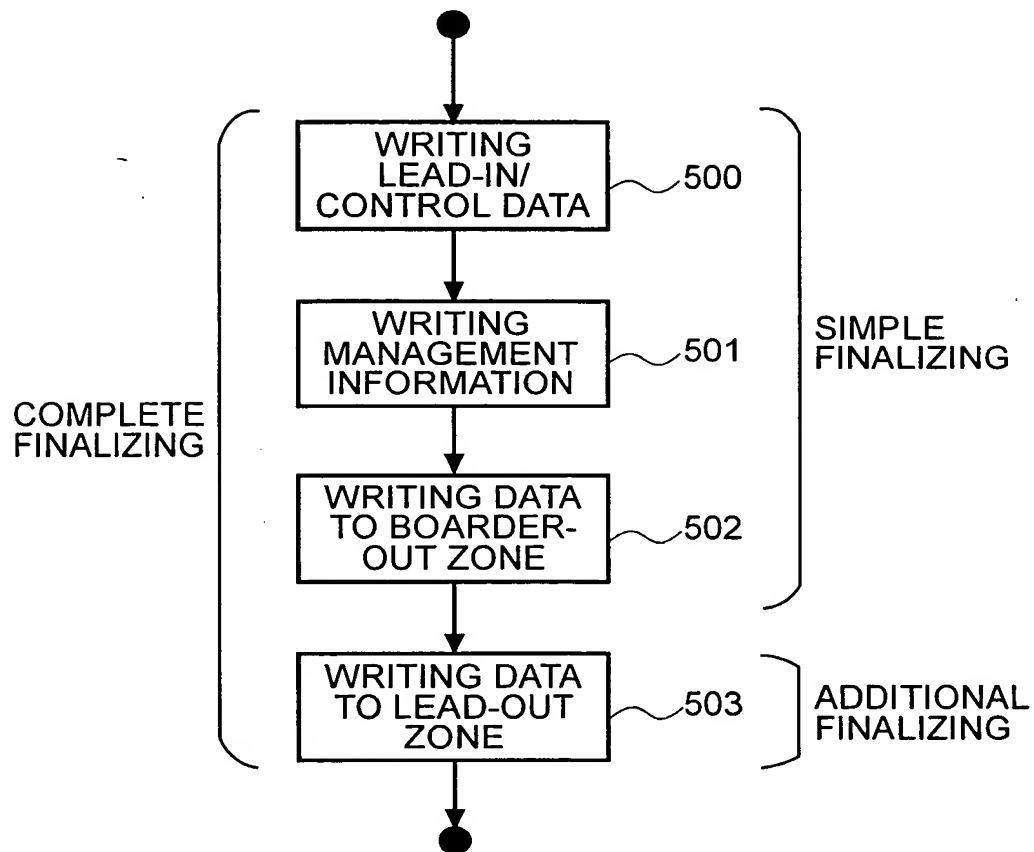 WRITING
LEAD-IN/
CONTROL DATA
500
WRITING
MANAGEMENT
INFORMATION
501
SIMPLE
FINALIZING
COMPLETE
FINALIZING
WRITING DATA
TO BOARDER-
OUT ZONE
502
WRITING DATA
TO LEAD-OUT
ZONE
503
ADDITIONAL
FINALIZING